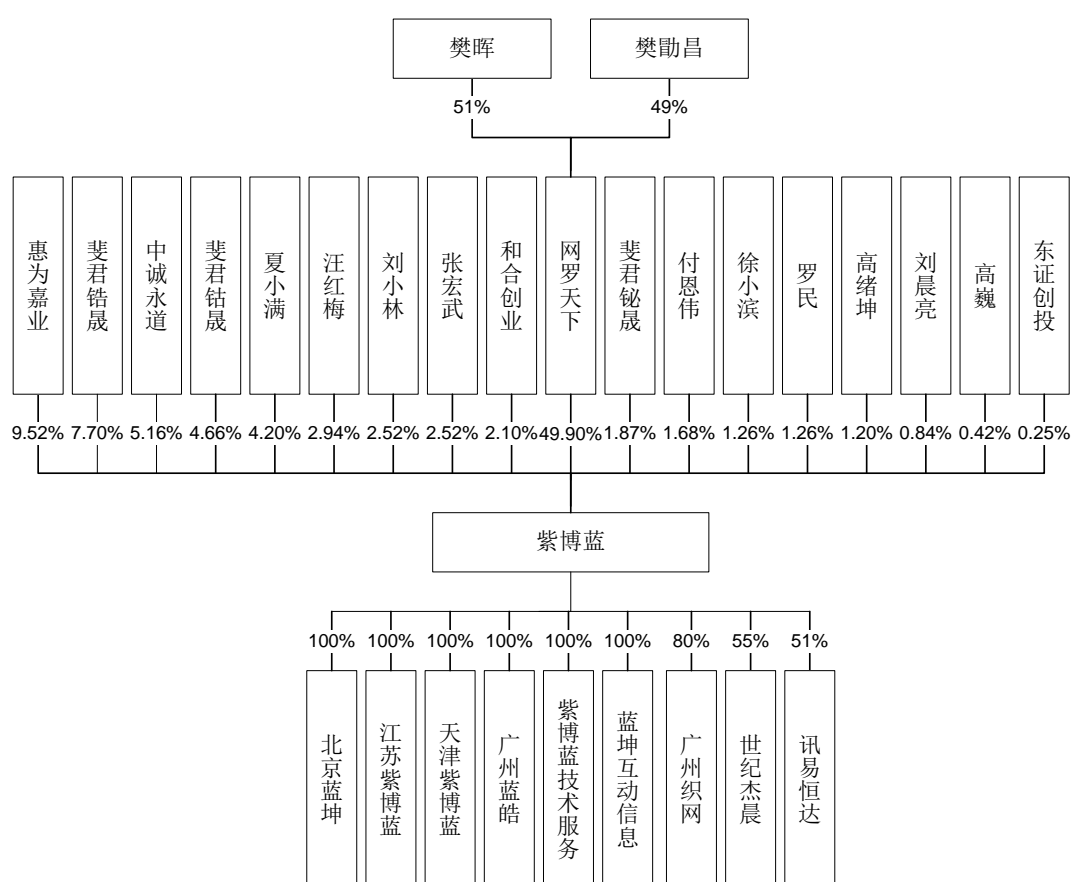 樊晖
樊勖昌
51%
49%
惠为嘉业
斐君锆晟
中诚永道
斐君钴晟
夏小满
汪红梅
刘小林
张宏武
和合创业
网罗天下
斐君铋晟
付恩伟
徐小滨
罗民
高绪坤
刘晨亮
高巍
东证创投
9.52%
7.70%
5.16%
4.66%
4.20%
2.94%
2.52%
2.52%
2.10%
49.90%
1.87%
1.68%
1.26%
1.26%
1.20%
0.84%
0.42%
0.25%
紫博蓝
100%
100%
100%
100%
100%
100%
80%
55%
51%
北京蓝坤
江苏紫博蓝
天津紫博蓝
广州蓝皓
紫博蓝技术服务
蓝坤互动信息
广州织网
世纪杰晨
讯易恒达